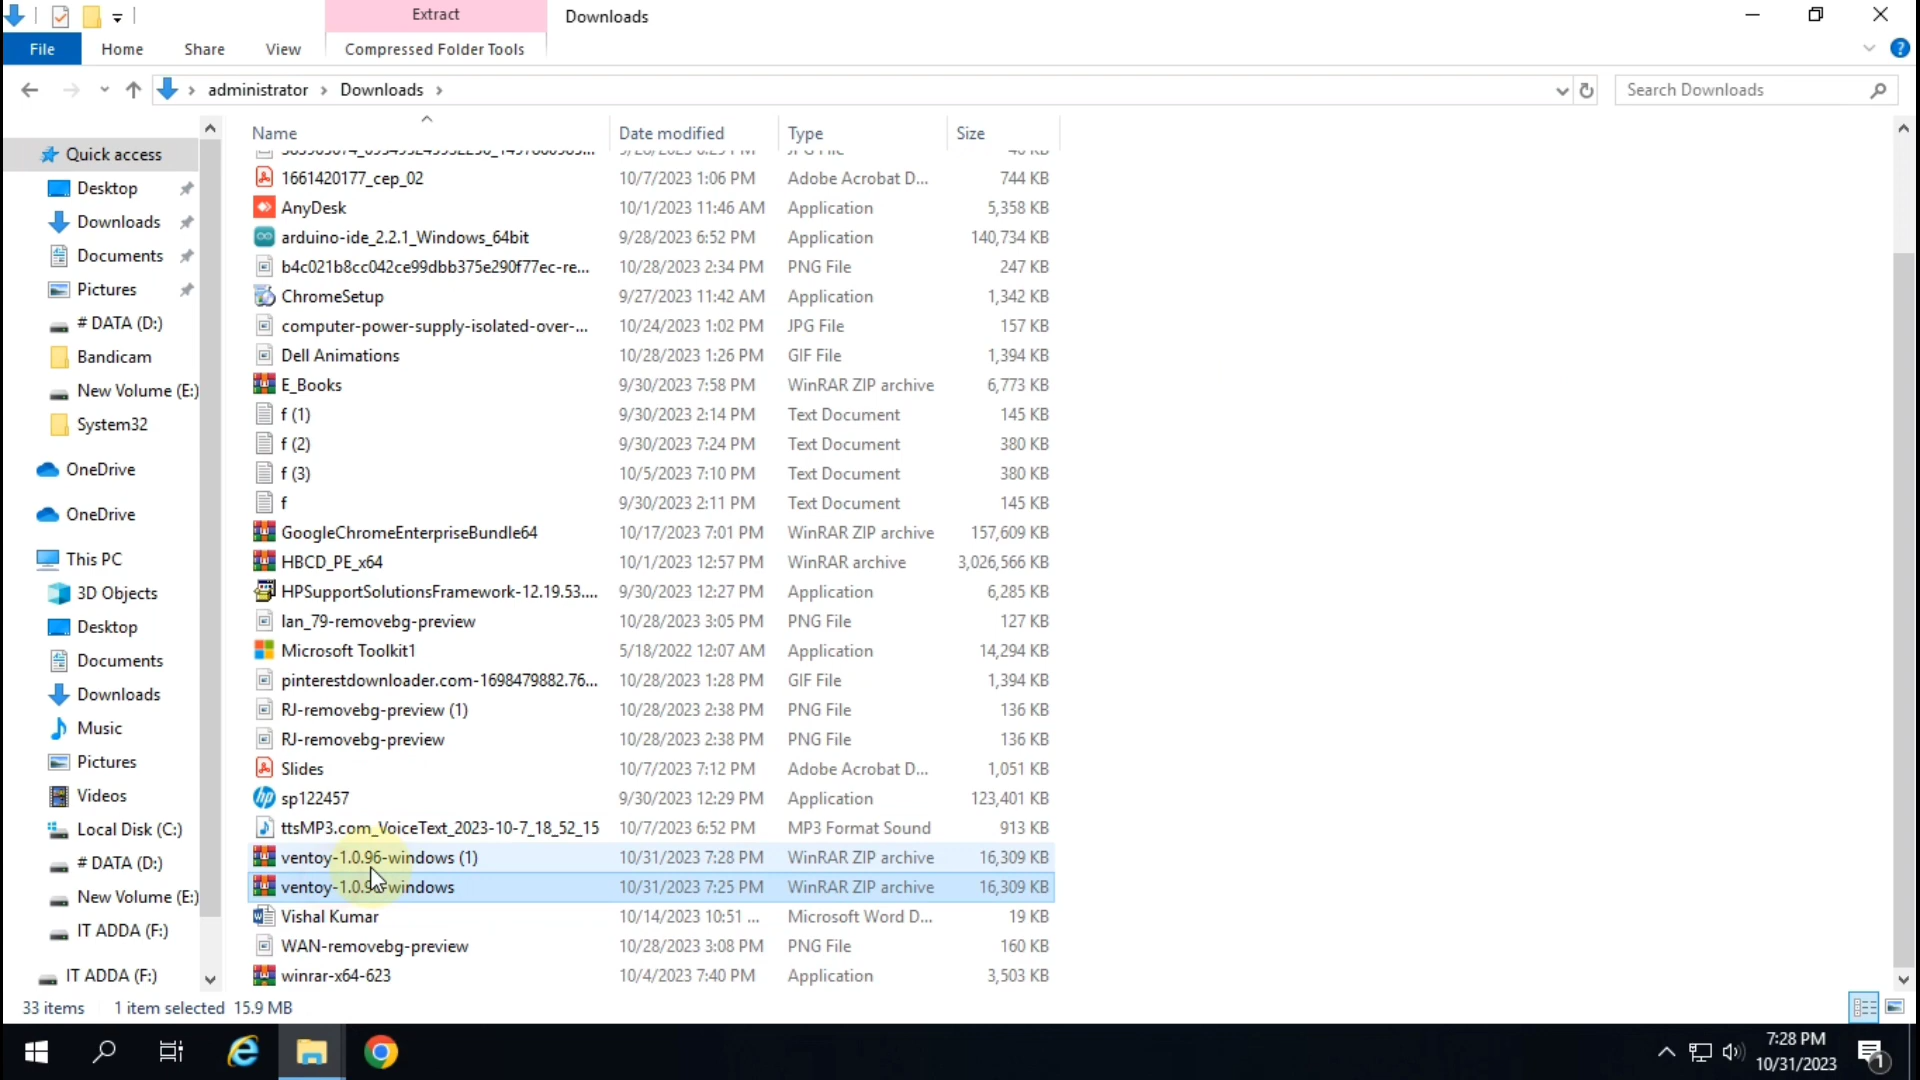 Extract
Downloads
File
Home
Share
View
Compressed Folder Tools
administrator
Downloads
Search Downloads
Name
Date modified
Type
Size
Quick access
Desktop
Downloads
Documents
Pictures
# DATA (D:)
Bandicam
New Volume (E:)
System32
OneDrive
OneDrive
This PC
3D Objects
Desktop
Documents
Downloads
Music
Pictures
Videos
Local Disk (C:)
# DATA (D:)
New Volume (E:)
IT ADDA (F:)
IT ADDA (F:)
1661420177_cep_02 10/7/2023 1:06 PM Adobe Acrobat D... 744 KB
AnyDesk 10/1/2023 11:46 AM Application 5,358 KB
arduino-ide_2.2.1_Windows_64bit 9/28/2023 6:52 PM Application 140,734 KB
b4c021b8cc042ce99dbb375e290f77ec-re... 10/28/2023 2:34 PM PNG File 247 KB
ChromeSetup 9/27/2023 11:42 AM Application 1,342 KB
computer-power-supply-isolated-over-... 10/24/2023 1:02 PM JPG File 157 KB
Dell Animations 10/28/2023 1:26 PM GIF File 1,394 KB
E_Books 9/30/2023 7:58 PM WinRAR ZIP archive 6,773 KB
f (1) 9/30/2023 2:14 PM Text Document 145 KB
f (2) 9/30/2023 7:24 PM Text Document 380 KB
f (3) 10/5/2023 7:10 PM Text Document 380 KB
f 9/30/2023 2:11 PM Text Document 145 KB
GoogleChromeEnterpriseBundle64 10/17/2023 7:01 PM WinRAR ZIP archive 157,609 KB
HBCD_PE_x64 10/1/2023 12:57 PM WinRAR archive 3,026,566 KB
HPSupportSolutionsFramework-12.19.53.... 9/30/2023 12:27 PM Application 6,285 KB
lan_79-removebg-preview 10/28/2023 3:05 PM PNG File 127 KB
Microsoft Toolkit1 5/18/2022 12:07 AM Application 14,294 KB
pinterestdownloader.com-1698479882.76... 10/28/2023 1:28 PM GIF File 1,394 KB
RJ-removebg-preview (1) 10/28/2023 2:38 PM PNG File 136 KB
RJ-removebg-preview 10/28/2023 2:38 PM PNG File 136 KB
Slides 10/7/2023 7:12 PM Adobe Acrobat D... 1,051 KB
sp122457 9/30/2023 12:29 PM Application 123,401 KB
ttsMP3.com_VoiceText_2023-10-7_18_52_15 10/7/2023 6:52 PM MP3 Format Sound 913 KB
ventoy-1.0.96-windows (1) 10/31/2023 7:28 PM WinRAR ZIP archive 16,309 KB
ventoy-1.0.96-windows 10/31/2023 7:25 PM WinRAR ZIP archive 16,309 KB
Vishal Kumar 10/14/2023 10:51 ... Microsoft Word D... 19 KB
WAN-removebg-preview 10/28/2023 3:08 PM PNG File 160 KB
winrar-x64-623 10/4/2023 7:40 PM Application 3,503 KB
33 items 1 item selected 15.9 MB
7:28 PM
10/31/2023
1